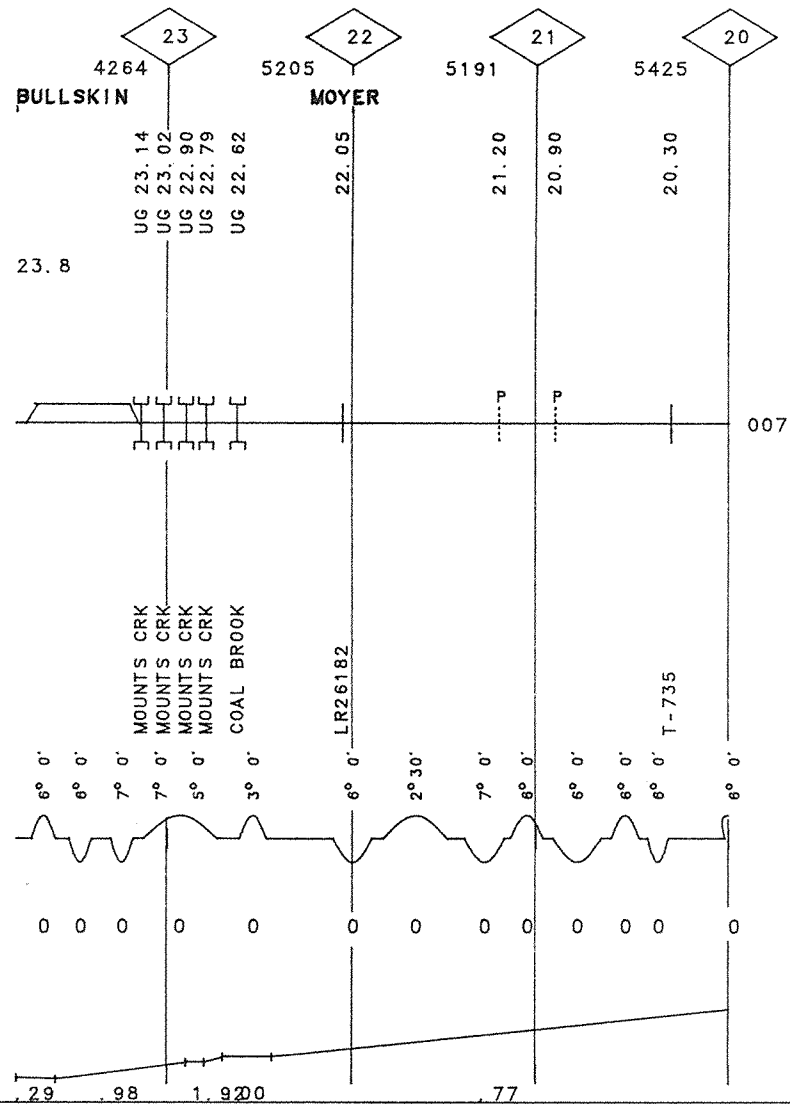 23 22 21 20
4264 5205 5191 5425
BULLSKIN MOYER
UG 23.14
UG 23.02
UG 22.90
UG 22.79
UG 22.62
22.05
21.20
20.90
20.30
23.8
P P
007
MOUNTS CRK
MOUNTS CRK
MOUNTS CRK
MOUNTS CRK
COAL BROOK
LR26182
T-735
6° 0' 6° 0' 7° 0' 7° 0' 5° 0' 3° 0' 6° 0' 2° 30' 7° 0' 6° 0' 6° 0' 6° 0' 6° 0' 6° 0'
0 0 0 0 0 0 0 0 0 0 0 0 0
.29 .98 1.92 .00 .77